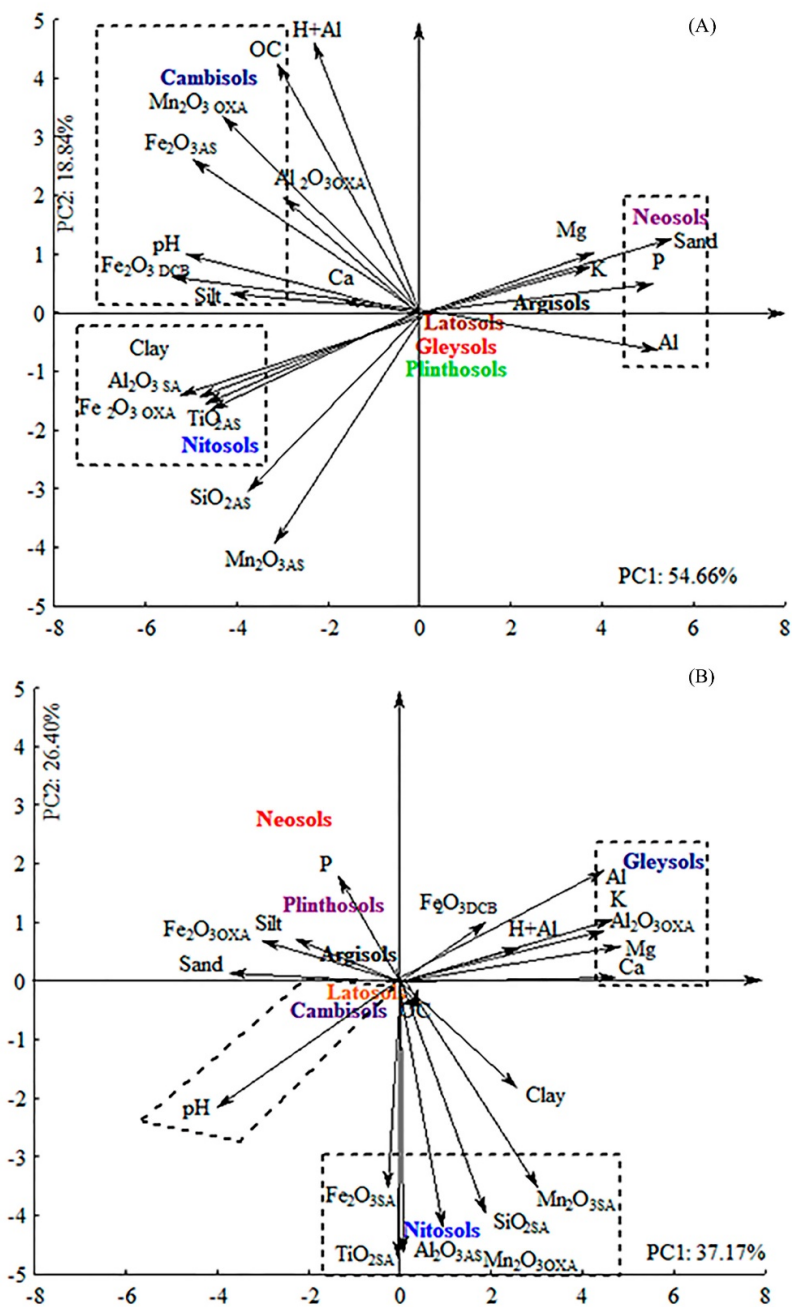 (A)
5
H+Al
OC
4
Cambisols
Mn2O3 OXA
3
Fe2O3AS
PC2: 18.84%
Al 2O3OXA
2
Neosols
Mg
Sand
pH
1
P
Fe2O3 DCB
Ca
K
Silt
Argisols
0
Latosols
Gleysols
Al
Clay
Plinthosols
-1
Al2O3 SA
Fe 2O3 OXA
TiO2AS
-2
Nitosols
-3
SiO2AS
-4
Mn2O3AS
PC1: 54.66%
-5
-8 -6 -4 -2 0 2 4 6 8
(B)
5
PC2: 26.40%
4
3
Neosols
2
P
Gleysols
Al
K
Plinthosols
FeO3DCB
1
Fe2O3OXA
Silt
H+Al
Al2O3OXA
Argisols
Mg
Sand
Ca
0
Latosols
Cambisols
OC
-1
pH
Clay
-2
-3
Fe2O3SA
Mn2O3SA
-4
SiO2SA
Nitosols
TiO2SA
Al2O3AS
Mn2O3OXA
PC1: 37.17%
-5
-8 -6 -4 -2 0 2 4 6 8